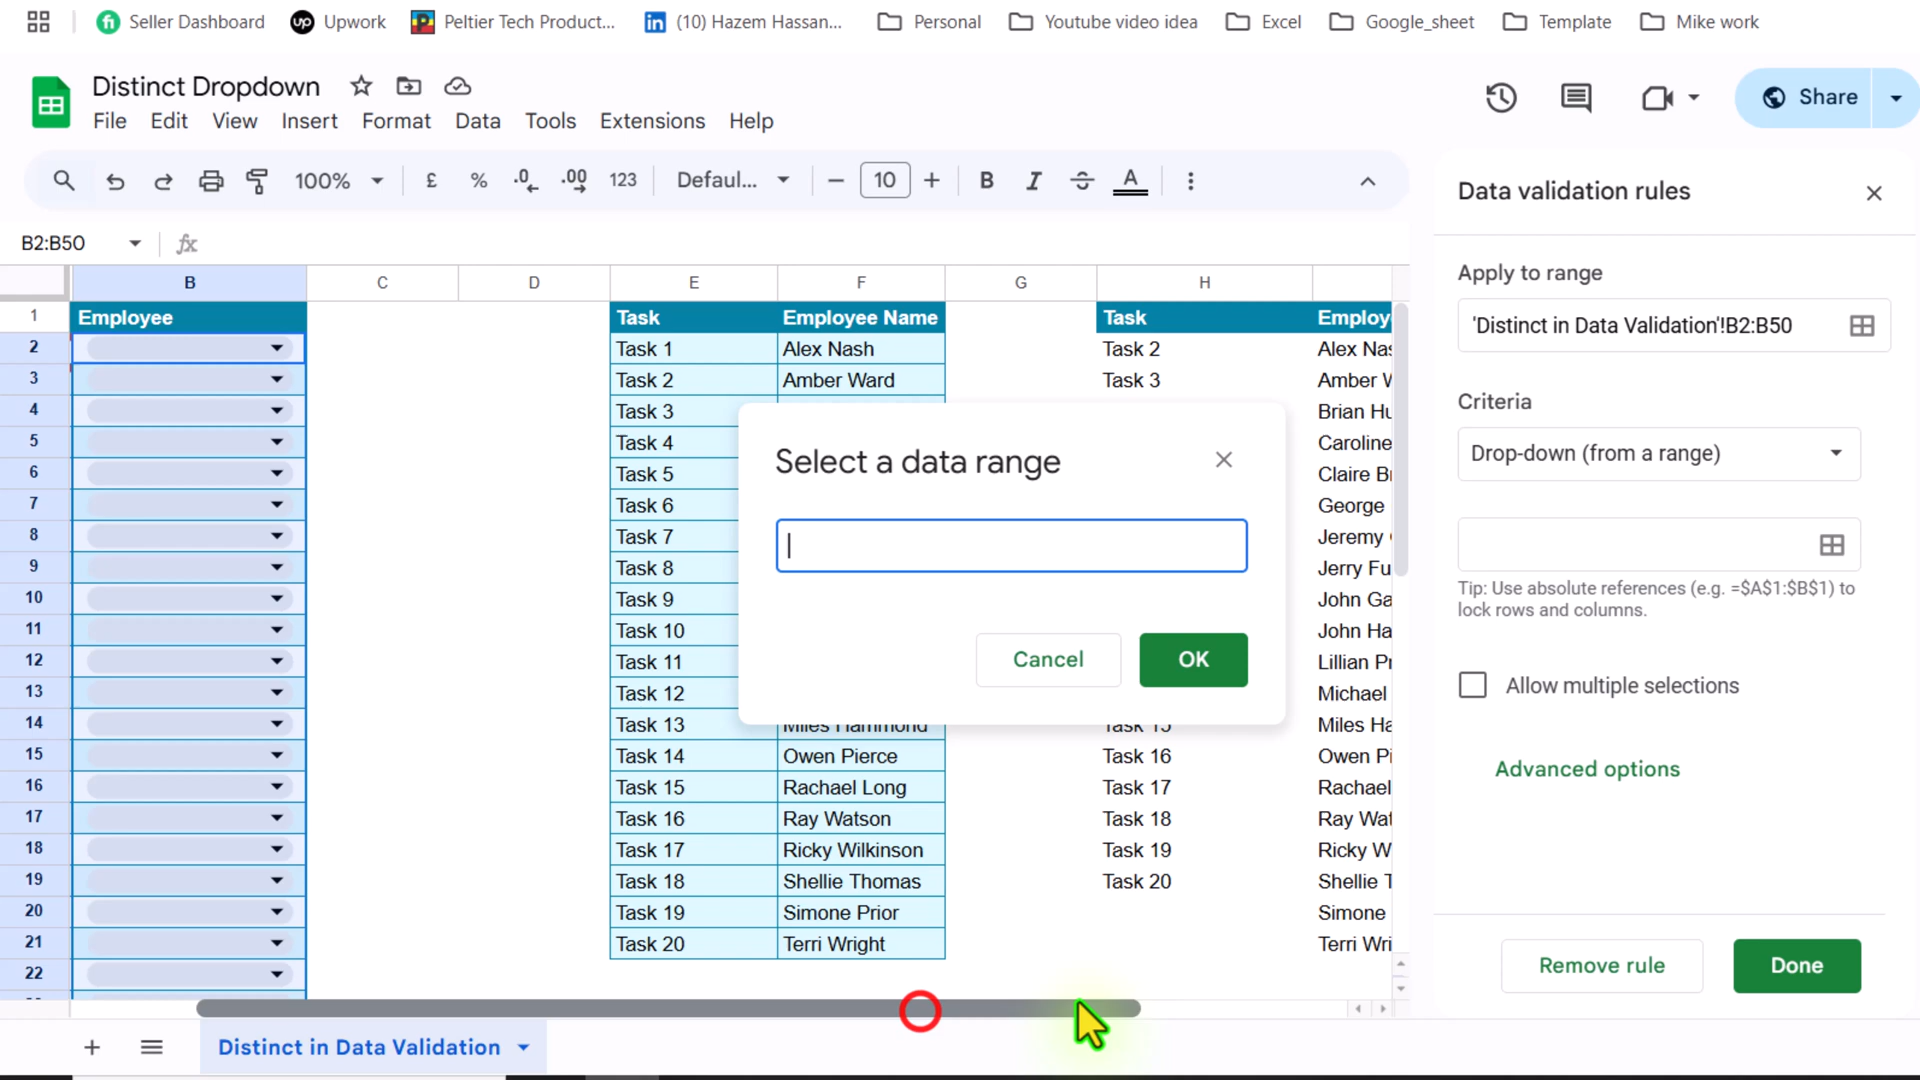 Seller Dashboard Upwork Peltier Tech Product... (10) Hazem Hassan... Personal Youtube video idea Excel Google_sheet Template Mike work
Distinct Dropdown
File Edit View Insert Format Data Tools Extensions Help
Share
100% £ % .0 .00 123 Defaul... 10 B I A
B2:B50 fx
B C D E F G H
1 Employee Task Employee Name Task Employ
2 Task 1 Alex Nash Task 2 Alex Nas
3 Task 2 Amber Ward Task 3 Amber W
4 Task 3 Brian Hu
5 Task 4 Caroline
6 Task 5 Claire B
7 Task 6 George
8 Task 7 Jeremy
9 Task 8 Jerry Fu
10 Task 9 John Ga
11 Task 10 John Ha
12 Task 11 Lillian P
13 Task 12 Michael
14 Task 13 Miles Hammond Task 15 Miles Ha
15 Task 14 Owen Pierce Task 16 Owen Pi
16 Task 15 Rachael Long Task 17 Rachael
17 Task 16 Ray Watson Task 18 Ray Wat
18 Task 17 Ricky Wilkinson Task 19 Ricky W
19 Task 18 Shellie Thomas Task 20 Shellie T
20 Task 19 Simone Prior Simone
21 Task 20 Terri Wright Terri Wri
22
Select a data range
Cancel OK
Data validation rules
Apply to range
'Distinct in Data Validation'!B2:B50
Criteria
Drop-down (from a range)
Tip: Use absolute references (e.g. =$A$1:$B$1) to
lock rows and columns.
Allow multiple selections
Advanced options
Remove rule Done
Distinct in Data Validation